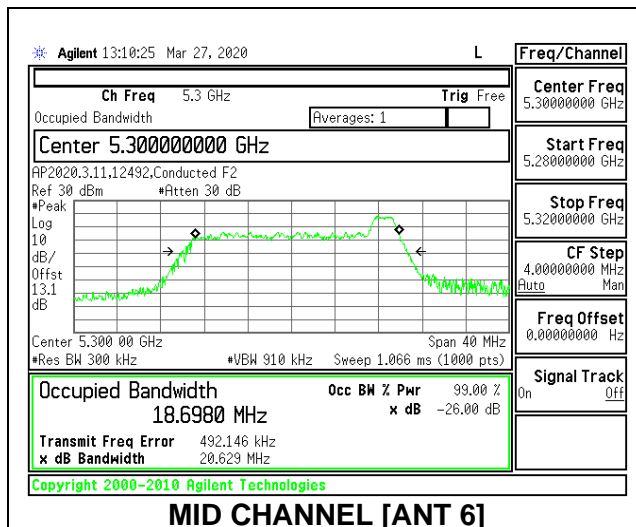 Agilent 13:10:25 Mar 27, 2020 L
Freq/Channel
Ch Freq 5.3 GHz Trig Free
Occupied Bandwidth Averages: 1
Center 5.300000000 GHz
AP2020.3.11,12492,Conducted F2
Ref 30 dBm #Atten 30 dB
#Peak
Log
10
dB/
Offst
13.1
dB
Center 5.300 00 GHz Span 40 MHz
#Res BW 300 kHz #VBW 910 kHz Sweep 1.066 ms (1000 pts)
Occupied Bandwidth
18.6980 MHz
Occ BW % Pwr 99.00 %
x dB -26.00 dB
Transmit Freq Error 492.146 kHz
x dB Bandwidth 20.629 MHz
Copyright 2000-2010 Agilent Technologies
Center Freq
5.30000000 GHz
Start Freq
5.28000000 GHz
Stop Freq
5.32000000 GHz
CF Step
4.00000000 MHz
Auto Man
Freq Offset
0.00000000 Hz
Signal Track
On Off
MID CHANNEL [ANT 6]